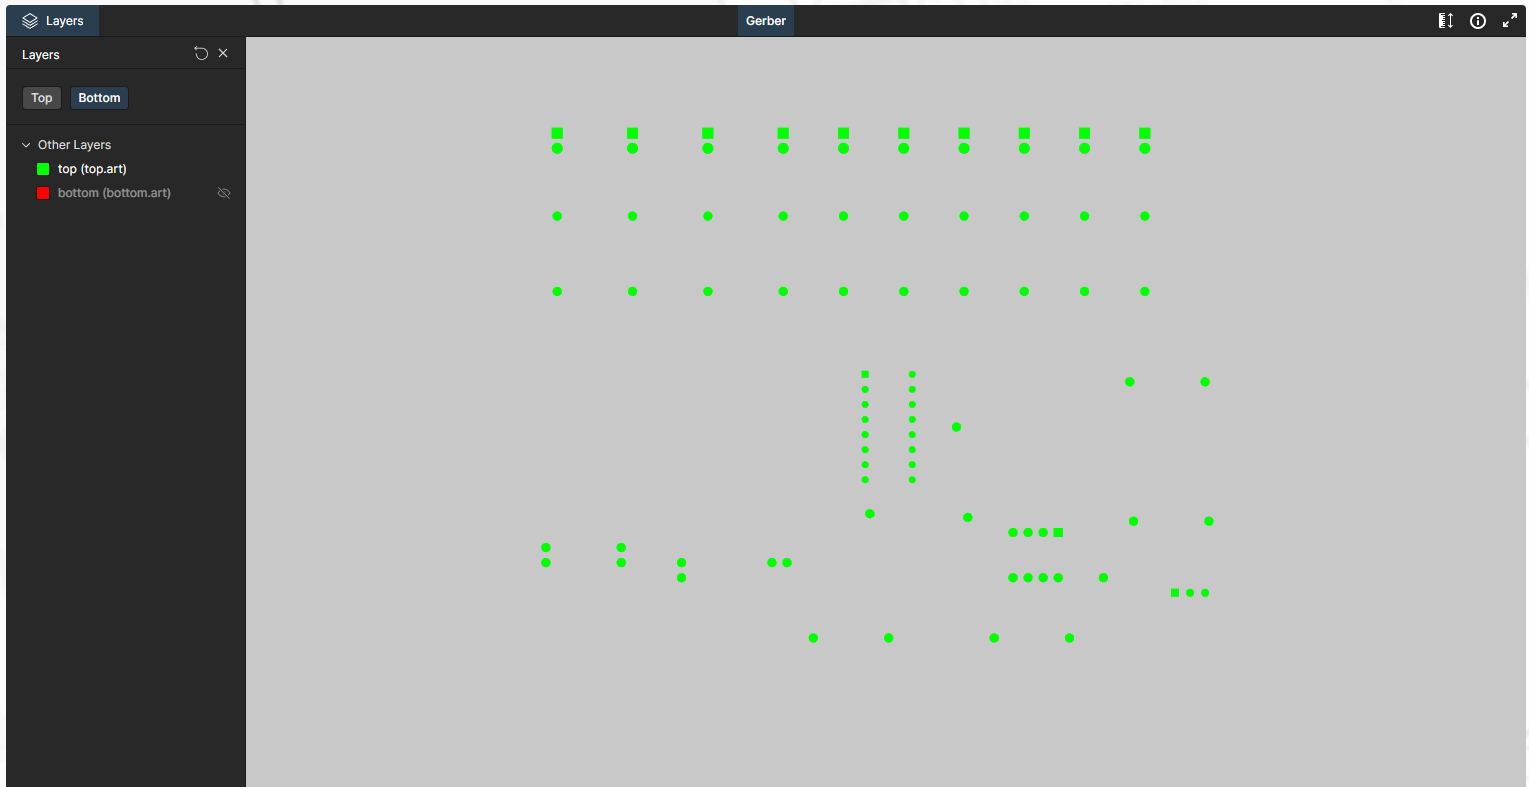 Layers
Gerber
Layers
Top Bottom
Other Layers
top (top.art)
bottom (bottom.art)